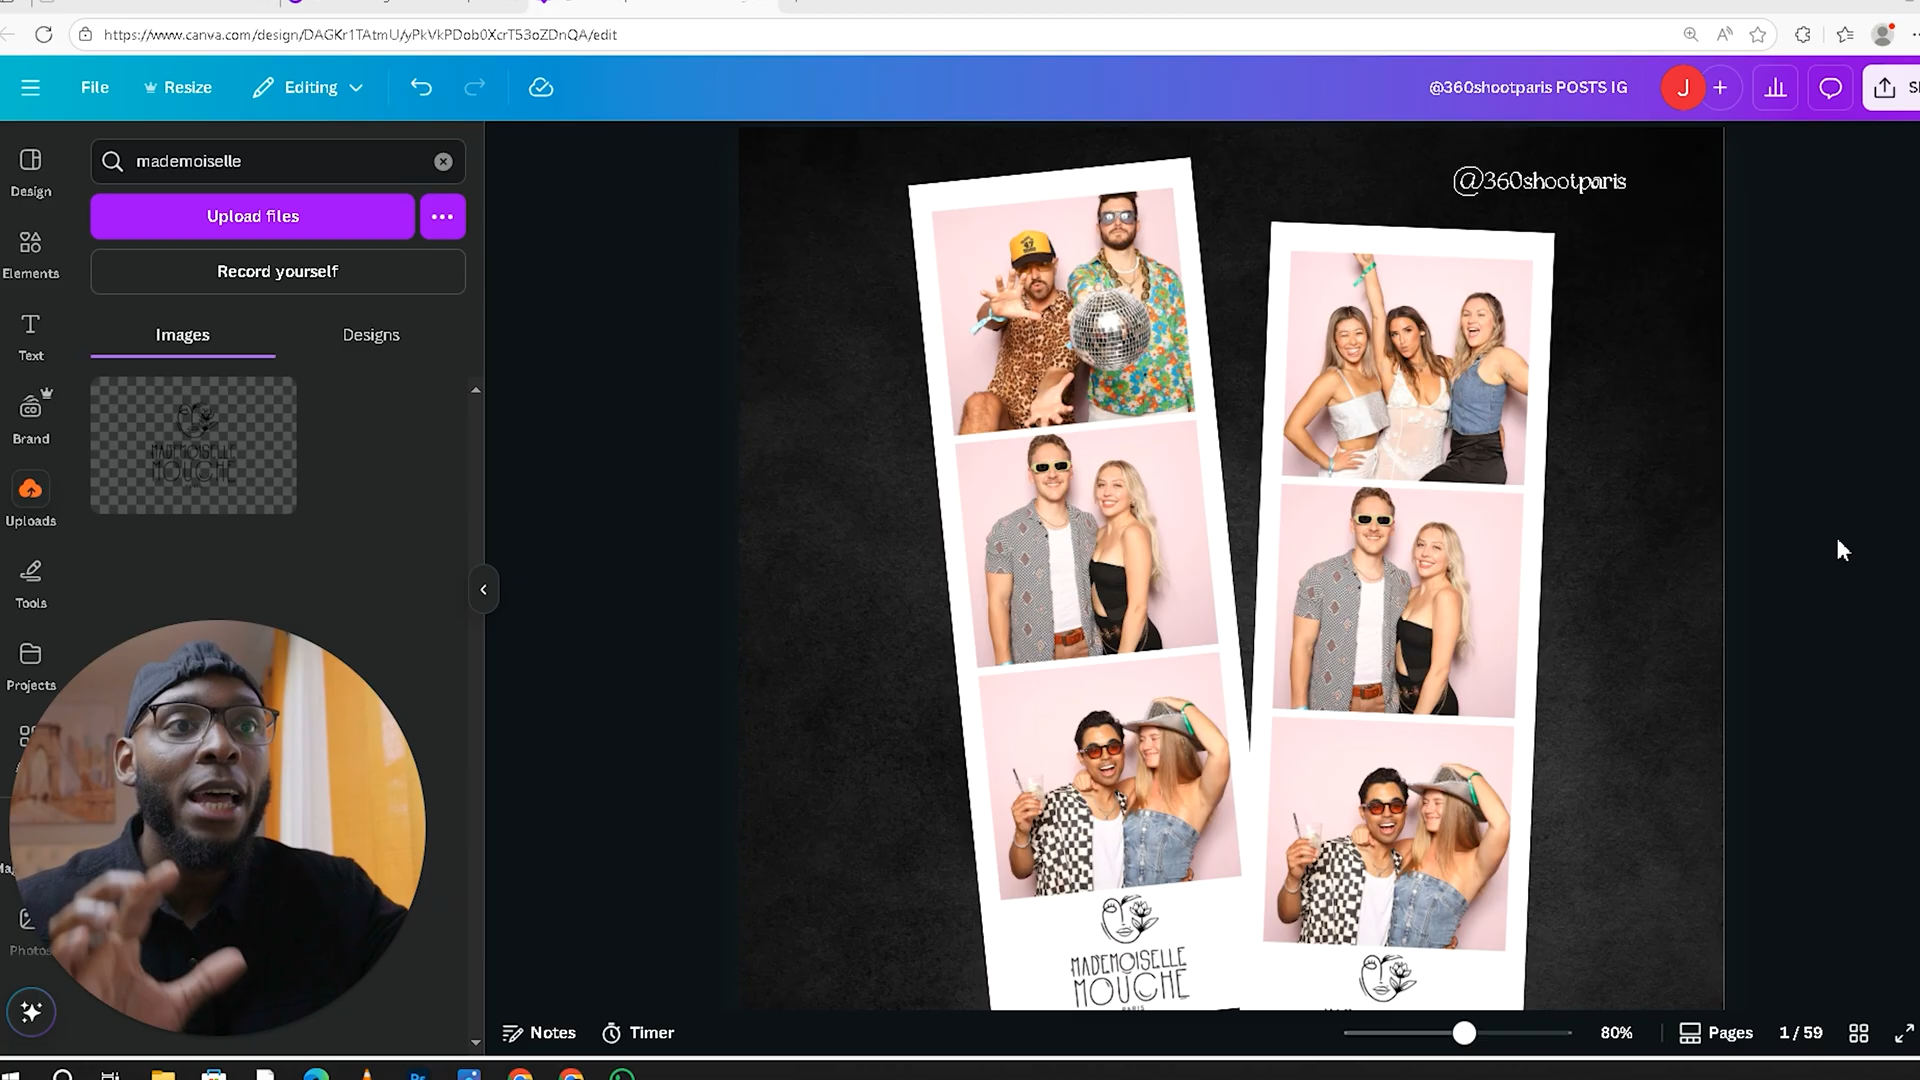 https://www.canva.com/design/DAGKr1TAtmU/yPkVkPDob0XcrT53oZDnQA/edit
File
Resize
Editing
@360shootparis POSTS IG
J
Design
Elements
Text
Brand
Uploads
Tools
Projects
Photos
mademoiselle
Upload files
Record yourself
Images
Designs
MADEMOISELLE
MOUCHE
@360shootparis
MADEMOISELLE
MOUCHE
PARIS
Notes
Timer
80%
Pages
1 / 59